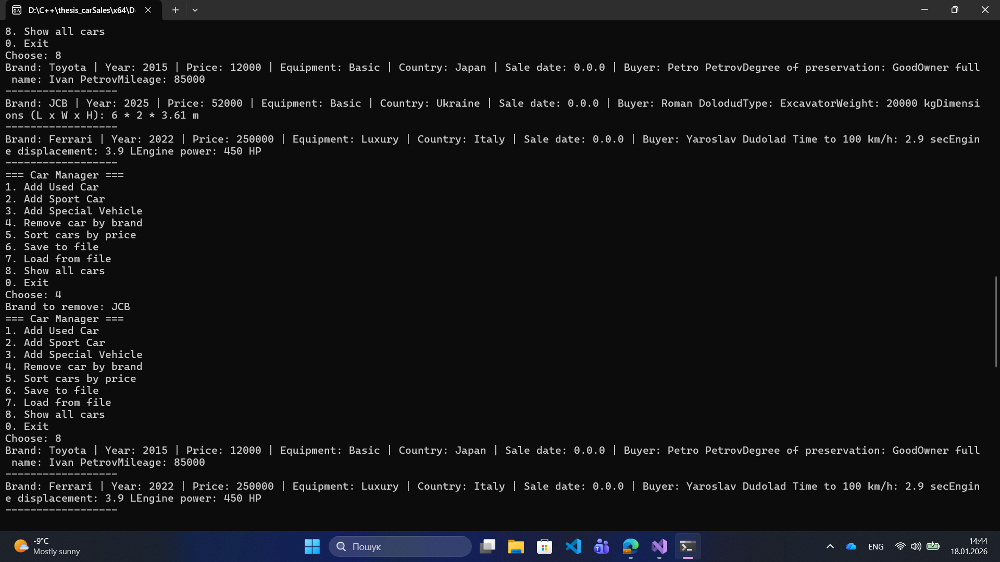 D:\C++\thesis_carSales\x64\D
8. Show all cars
0. Exit
Choose: 8
Brand: Toyota | Year: 2015 | Price: 12000 | Equipment: Basic | Country: Japan | Sale date: 0.0.0 | Buyer: Petro PetrovDegree of preservation: GoodOwner full
 name: Ivan PetrovMileage: 85000
------------------
Brand: JCB | Year: 2025 | Price: 52000 | Equipment: Basic | Country: Ukraine | Sale date: 0.0.0 | Buyer: Roman DolodudType: ExcavatorWeight: 20000 kgDimensi
ons (L x W x H): 6 * 2 * 3.61 m
------------------
Brand: Ferrari | Year: 2022 | Price: 250000 | Equipment: Luxury | Country: Italy | Sale date: 0.0.0 | Buyer: Yaroslav Dudolad Time to 100 km/h: 2.9 secEngin
e displacement: 3.9 LEngine power: 450 HP
------------------
=== Car Manager ===
1. Add Used Car
2. Add Sport Car
3. Add Special Vehicle
4. Remove car by brand
5. Sort cars by price
6. Save to file
7. Load from file
8. Show all cars
0. Exit
Choose: 4
Brand to remove: JCB
=== Car Manager ===
1. Add Used Car
2. Add Sport Car
3. Add Special Vehicle
4. Remove car by brand
5. Sort cars by price
6. Save to file
7. Load from file
8. Show all cars
0. Exit
Choose: 8
Brand: Toyota | Year: 2015 | Price: 12000 | Equipment: Basic | Country: Japan | Sale date: 0.0.0 | Buyer: Petro PetrovDegree of preservation: GoodOwner full
 name: Ivan PetrovMileage: 85000
------------------
Brand: Ferrari | Year: 2022 | Price: 250000 | Equipment: Luxury | Country: Italy | Sale date: 0.0.0 | Buyer: Yaroslav Dudolad Time to 100 km/h: 2.9 secEngin
e displacement: 3.9 LEngine power: 450 HP
------------------
-9°C
Mostly sunny
Пошук
ENG
14:44
18.01.2026